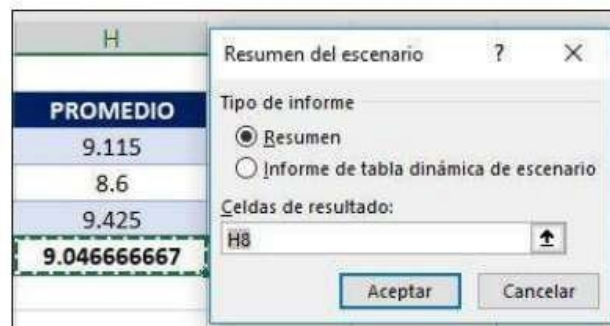 H
PROMEDIO
9.115
8.6
9.425
9.046666667
Resumen del escenario ? X
Tipo de informe
Resumen
Informe de tabla dinámica de escenario
Celdas de resultado:
H8
Aceptar Cancelar